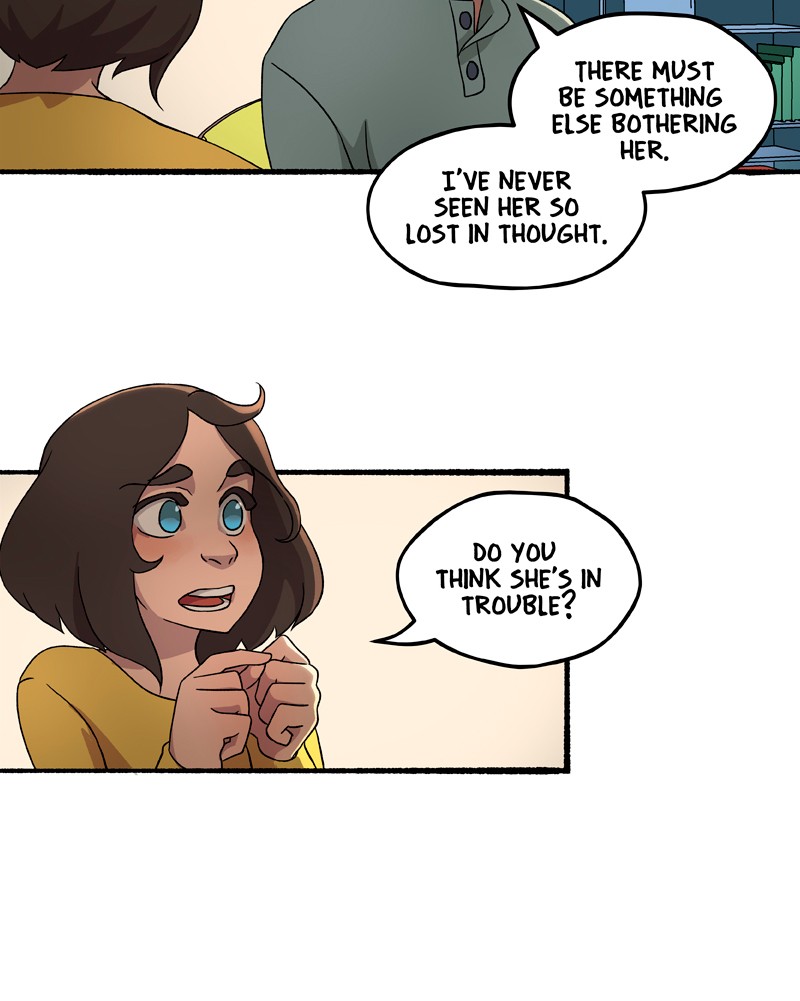 THERE MUST
BE SOMETHING
ELSE BOTHERING
HER.
I'VE NEVER
SEEN HER SO
LOST IN THOUGHT.
DO YOU
THINK SHE'S IN
TROUBLE?